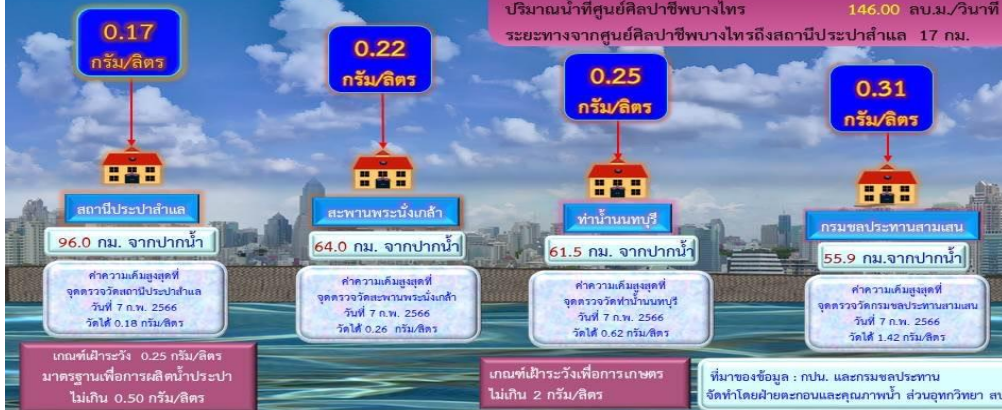 ปริมาณน้ำที่ศูนย์ศิลปาชีพบางไทร 146.00 ลบ.ม./วินาที
ระยะทางจากศูนย์ศิลปาชีพบางไทรถึงสถานีประปาสำแล 17 กม.
0.17
กรัม/ลิตร
0.22
กรัม/ลิตร
0.25
กรัม/ลิตร
0.31
กรัม/ลิตร
สถานีประปาสำแล
สะพานพระนั่งเกล้า
ท่าน้ำนนทบุรี
กรมชลประทานสามเสน
96.0 กม. จากปากน้ำ
64.0 กม. จากปากน้ำ
61.5 กม.จากปากน้ำ
55.9 กม.จากปากน้ำ
ค่าความเค็มสูงสุดที่
จุดตรวจวัดสถานีประปาสำแล
วันที่ 7 ก.พ. 2566
วัดได้ 0.18 กรัม/ลิตร
ค่าความเค็มสูงสุดที่
จุดตรวจวัดสะพานพระนั่งเกล้า
วันที่ 7 ก.พ. 2566
วัดได้ 0.26 กรัม/ลิตร
ค่าความเค็มสูงสุดที่
จุดตรวจวัดท่าน้ำนนทบุรี
วันที่ 7 ก.พ. 2566
วัดได้ 0.62 กรัม/ลิตร
ค่าความเค็มสูงสุดที่
จุดตรวจวัดกรมชลประทานสามเสน
วันที่ 7 ก.พ. 2566
วัดได้ 1.42 กรัม/ลิตร
เกณฑ์เฝ้าระวัง 0.25 กรัม/ลิตร
มาตรฐานเพื่อการผลิตน้ำประปา
ไม่เกิน 0.50 กรัม/ลิตร
เกณฑ์เฝ้าระวังเพื่อการเกษตร
ไม่เกิน 2 กรัม/ลิตร
ที่มาของข้อมูล : กปน. และกรมชลประทาน
จัดทำโดยฝ่ายตะกอนและคุณภาพน้ำ ส่วนอุทกวิทยา